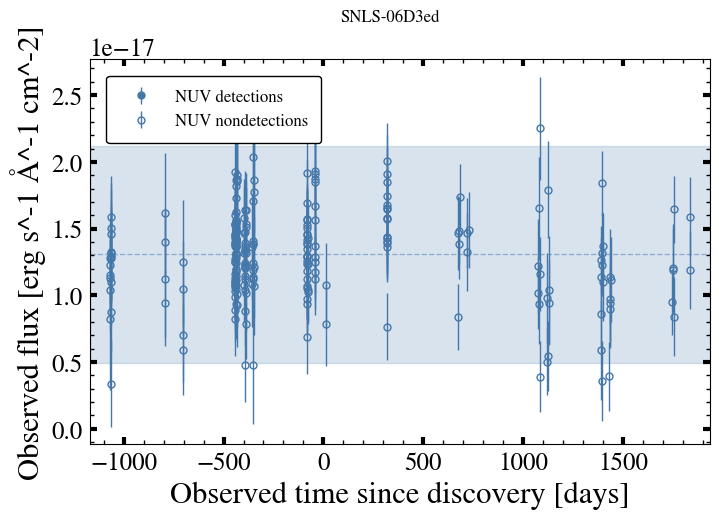 SNLS-06D3ed
1e−17
NUV detections
NUV nondetections
2.5
2.0
1.5
1.0
0.5
0.0
Observed flux [erg s^-1 Å^-1 cm^-2]
−1000
−500
0
500
1000
1500
Observed time since discovery [days]